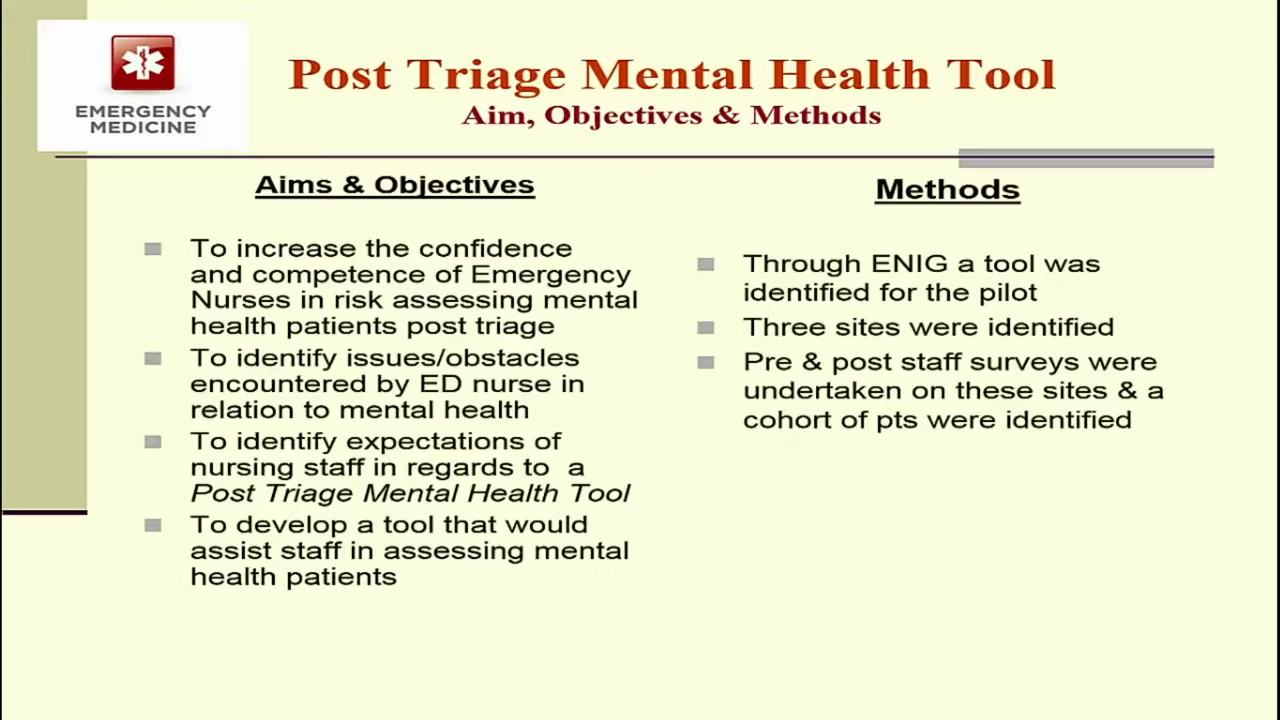 EMERGENCY
MEDICINE
Post Triage Mental Health Tool
Aim, Objectives & Methods
Aims & Objectives
To increase the confidence
and competence of Emergency
Nurses in risk assessing mental
health patients post triage
To identify issues/obstacles
encountered by ED nurse in
relation to mental health
To identify expectations of
nursing staff in regards to a
Post Triage Mental Health Tool
To develop a tool that would
assist staff in assessing mental
health patients
Methods
Through ENIG a tool was
identified for the pilot
Three sites were identified
Pre & post staff surveys were
undertaken on these sites & a
cohort of pts were identified